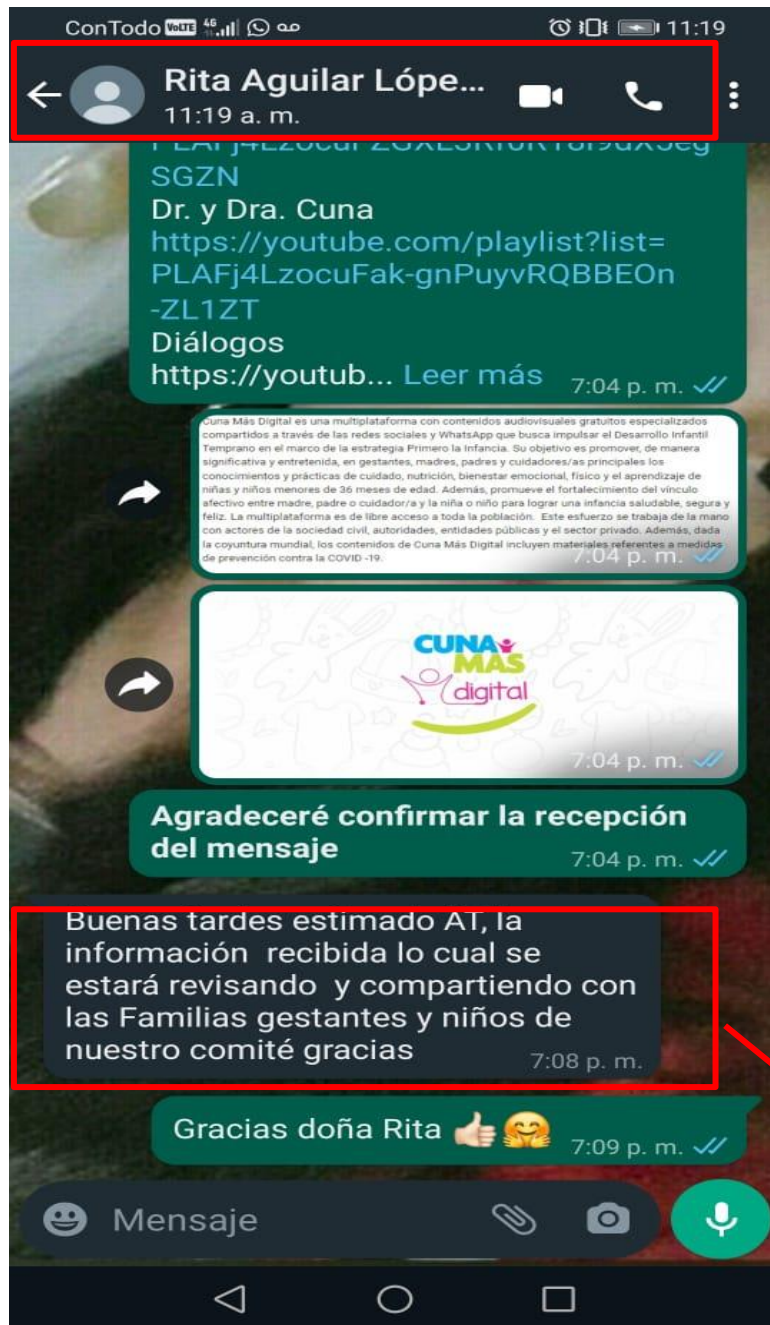 ConTodo VoLTE 4G 11:19
Rita Aguilar Lópe...
11:19 a. m.
SGZN
Dr. y Dra. Cuna
https://youtube.com/playlist?list=
PLAFj4LzocuFak-gnPuyvRQBBEOn
-ZL1ZT
Diálogos
https://youtub... Leer más 7:04 p. m.
Cuna Más Digital es una multiplataforma con contenidos audiovisuales gratuitos especializados
compartidos a través de las redes sociales y WhatsApp que busca impulsar el Desarrollo Infantil
Temprano en el marco de la estrategia Primero la Infancia. Su objetivo es promover, de manera
significativa y entretenida, en gestantes, madres, padres y cuidadores/as principales los
conocimientos y prácticas de cuidado, nutrición, bienestar emocional, físico y el aprendizaje de
niñas y niños menores de 36 meses de edad. Además, promueve el fortalecimiento del vínculo
afectivo entre madre, padre o cuidador/a y la niña o niño para lograr una infancia saludable, segura y
feliz. La multiplataforma es de libre acceso a toda la población. Este esfuerzo se trabaja de la mano
con actores de la sociedad civil, autoridades, entidades públicas y el sector privado. Además, dada
la coyuntura mundial, los contenidos de Cuna Más Digital incluyen materiales referentes a medidas
de prevención contra la COVID -19.
7:04 p. m.
CUNA
MAS
digital
7:04 p. m.
Agradeceré confirmar la recepción
del mensaje 7:04 p. m.
Buenas tardes estimado AT, la
información recibida lo cual se
estará revisando y compartiendo con
las Familias gestantes y niños de
nuestro comité gracias 7:08 p. m.
Gracias doña Rita 👍🏻🤗 7:09 p. m.
Mensaje